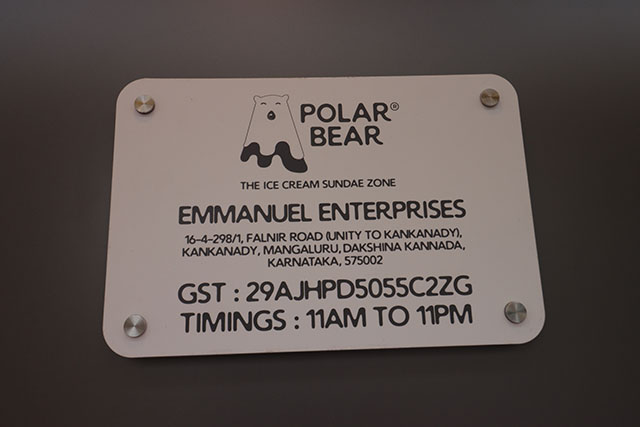 POLAR®
BEAR
THE ICE CREAM SUNDAE ZONE
EMMANUEL ENTERPRISES
16-4-298/1, FALNIR ROAD (UNITY TO KANKANADY),
KANKANADY, MANGALURU, DAKSHINA KANNADA,
KARNATAKA, 575002
GST : 29AJHPD5055C2ZG
TIMINGS : 11AM TO 11PM